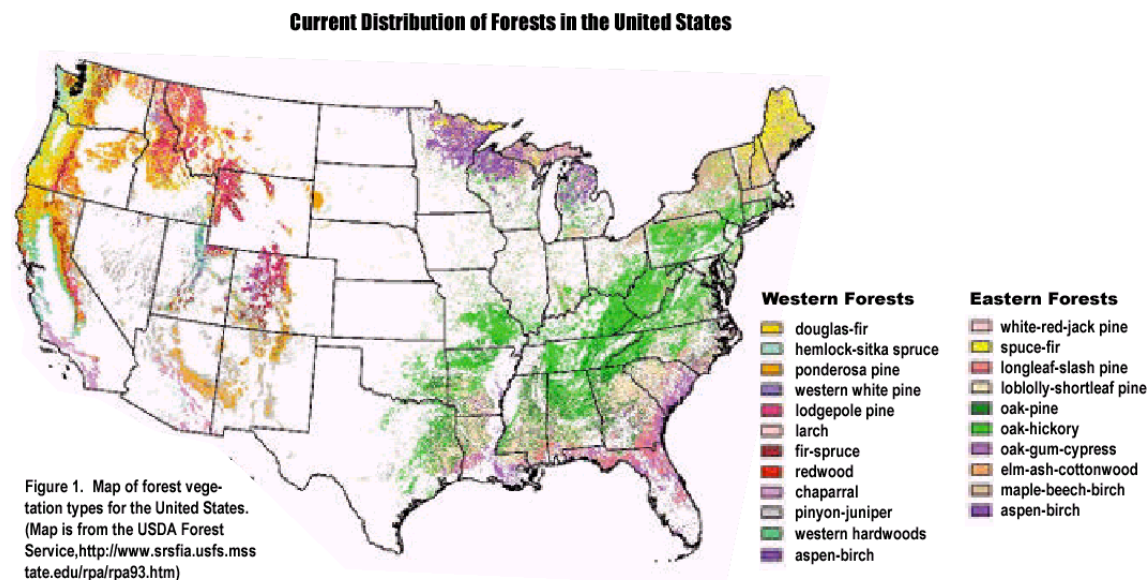 Current Distribution of Forests in the United States
Western Forests
douglas-fir
hemlock-sitka spruce
ponderosa pine
western white pine
lodgepole pine
larch
fir-spruce
redwood
chaparral
pinyon-juniper
western hardwoods
aspen-birch
Eastern Forests
white-red-jack pine
spuce-fir
longleaf-slash pine
loblolly-shortleaf pine
oak-pine
oak-hickory
oak-gum-cypress
elm-ash-cottonwood
maple-beech-birch
aspen-birch
Figure 1. Map of forest vege-
tation types for the United States.
(Map is from the USDA Forest
Service,http://www.srsfia.usfs.mss
tate.edu/rpa/rpa93.htm)